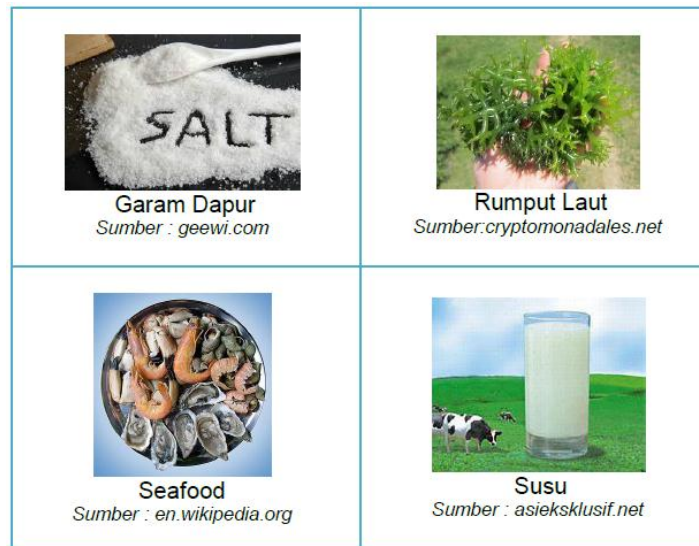 SALT
Garam Dapur
Sumber : geewi.com
Rumput Laut
Sumber:cryptomonadales.net
Seafood
Sumber : en.wikipedia.org
Susu
Sumber : asieksklusif.net